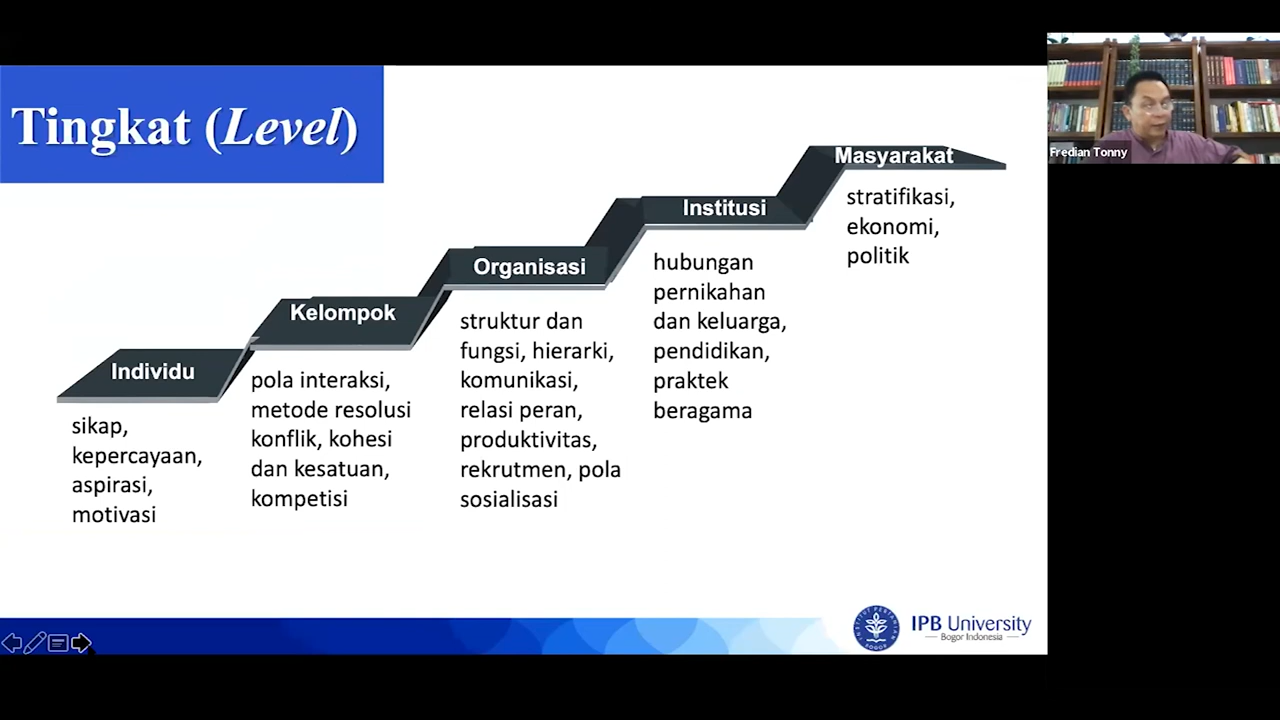 Tingkat (Level)
Fredian Tonny
Individu
sikap,
kepercayaan,
aspirasi,
motivasi
Kelompok
pola interaksi,
metode resolusi
konflik, kohesi
dan kesatuan,
kompetisi
Organisasi
struktur dan
fungsi, hierarki,
komunikasi,
relasi peran,
produktivitas,
rekrutmen, pola
sosialisasi
Institusi
hubungan
pernikahan
dan keluarga,
pendidikan,
praktek
beragama
Masyarakat
stratifikasi,
ekonomi,
politik
IPB University
Bogor Indonesia